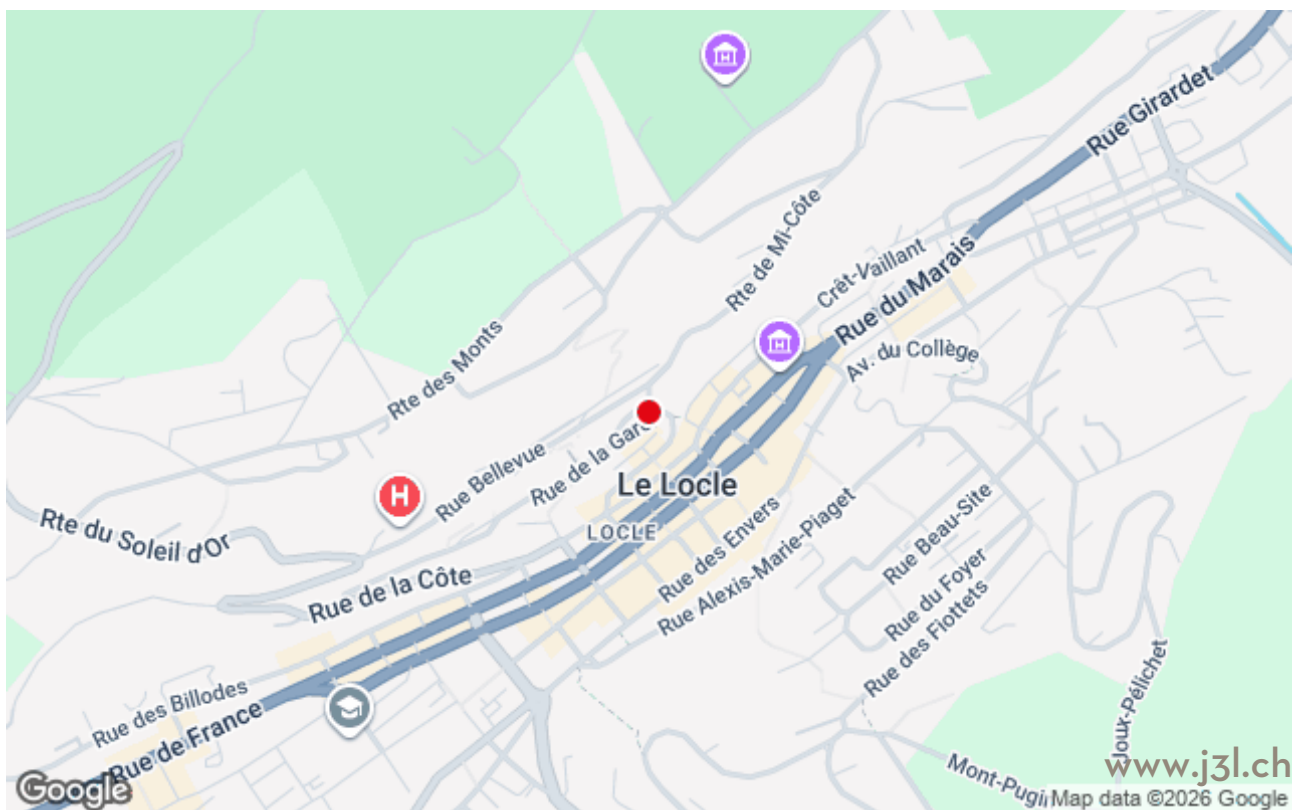 Rue Girardet
Rte de Mi-Côte
Crêt-Vaillant
Rue du Marais
Av. du Collège
Rte des Monts
Rue de la Gare
Rue Bellevue
H
Le Locle
LOCLE
Rte du Soleil d'Or
Rue de la Côte
Rue des Envers
Rue Alexis-Marie-Piaget
Rue Beau-Site
Rue du Foyer
Rue des Fiottets
Joux-Pélichet
Rue des Billodes
Rue de France
Mont-Pugin
www.j3l.ch
Google
Map data ©2026 Google